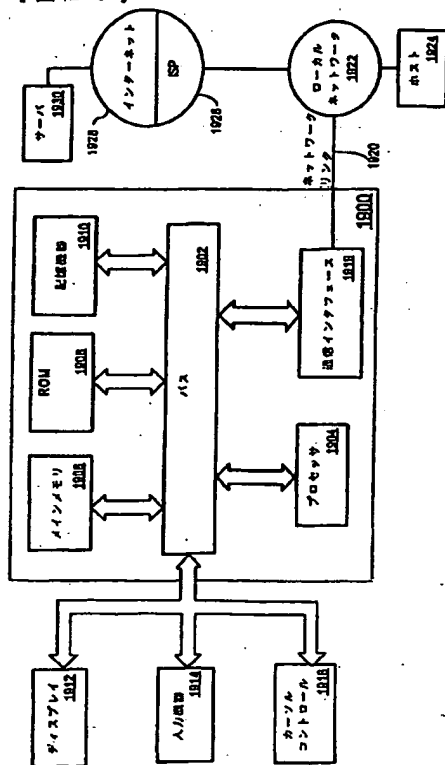 サーバ
1930
インターネット
ISP
1928
1926
ローカル
ネットワーク
1922
ホスト
1924
ネットワーク
リンク
1920
1900
記憶機器
1910
ROM
1908
メインメモリ
1906
バス
1902
通信インタフェース
1918
プロセッサ
1904
ディスプレイ
1912
入力機器
1914
カーソル
コントロール
1916